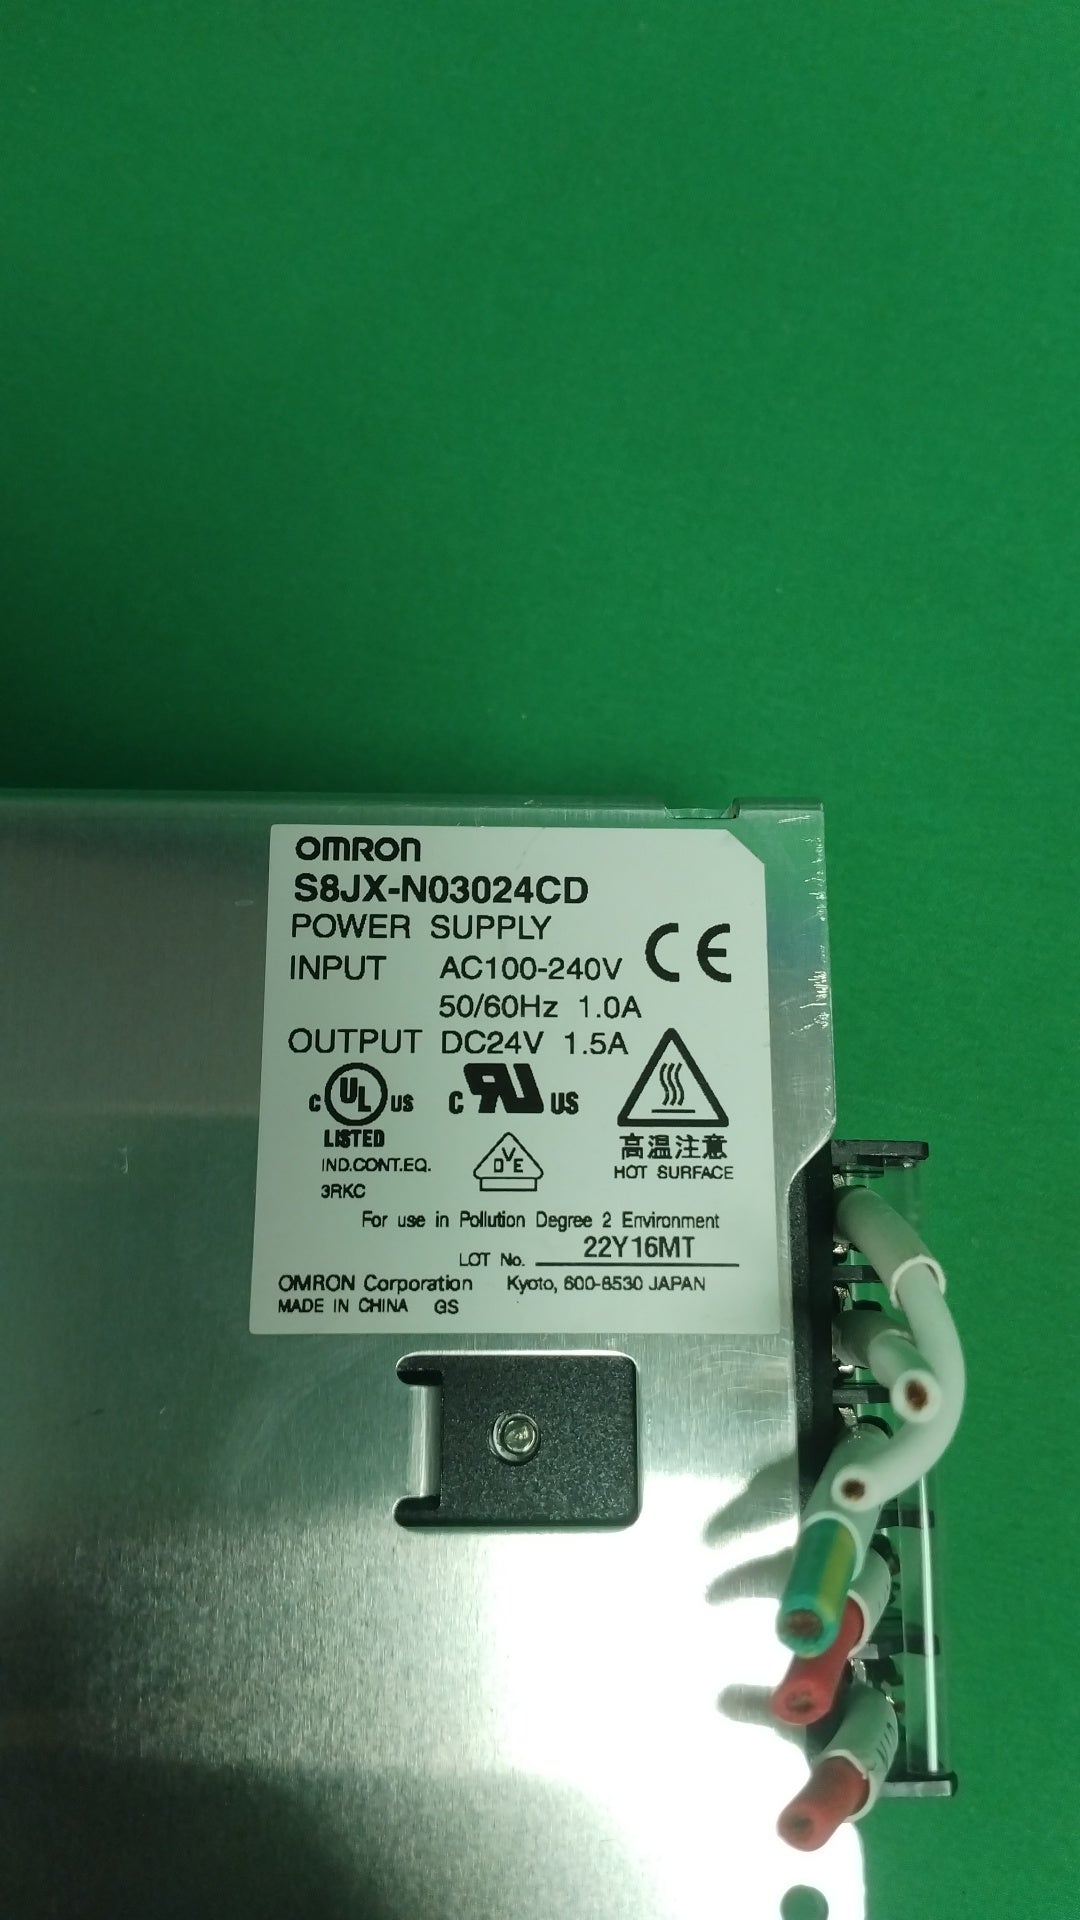 OMRON
S8JX-N03024CD
POWER SUPPLY
CE
INPUT AC100-240V
50/60Hz 1.0A
OUTPUT DC24V 1.5A
C UL US
LISTED
C RU US
IND.CONT.EQ.
3RKC
DVE
高温注意
HOT SURFACE
For use in Pollution Degree 2 Environment
LOT No. 22Y16MT
OMRON Corporation Kyoto, 600-8530 JAPAN
MADE IN CHINA GS